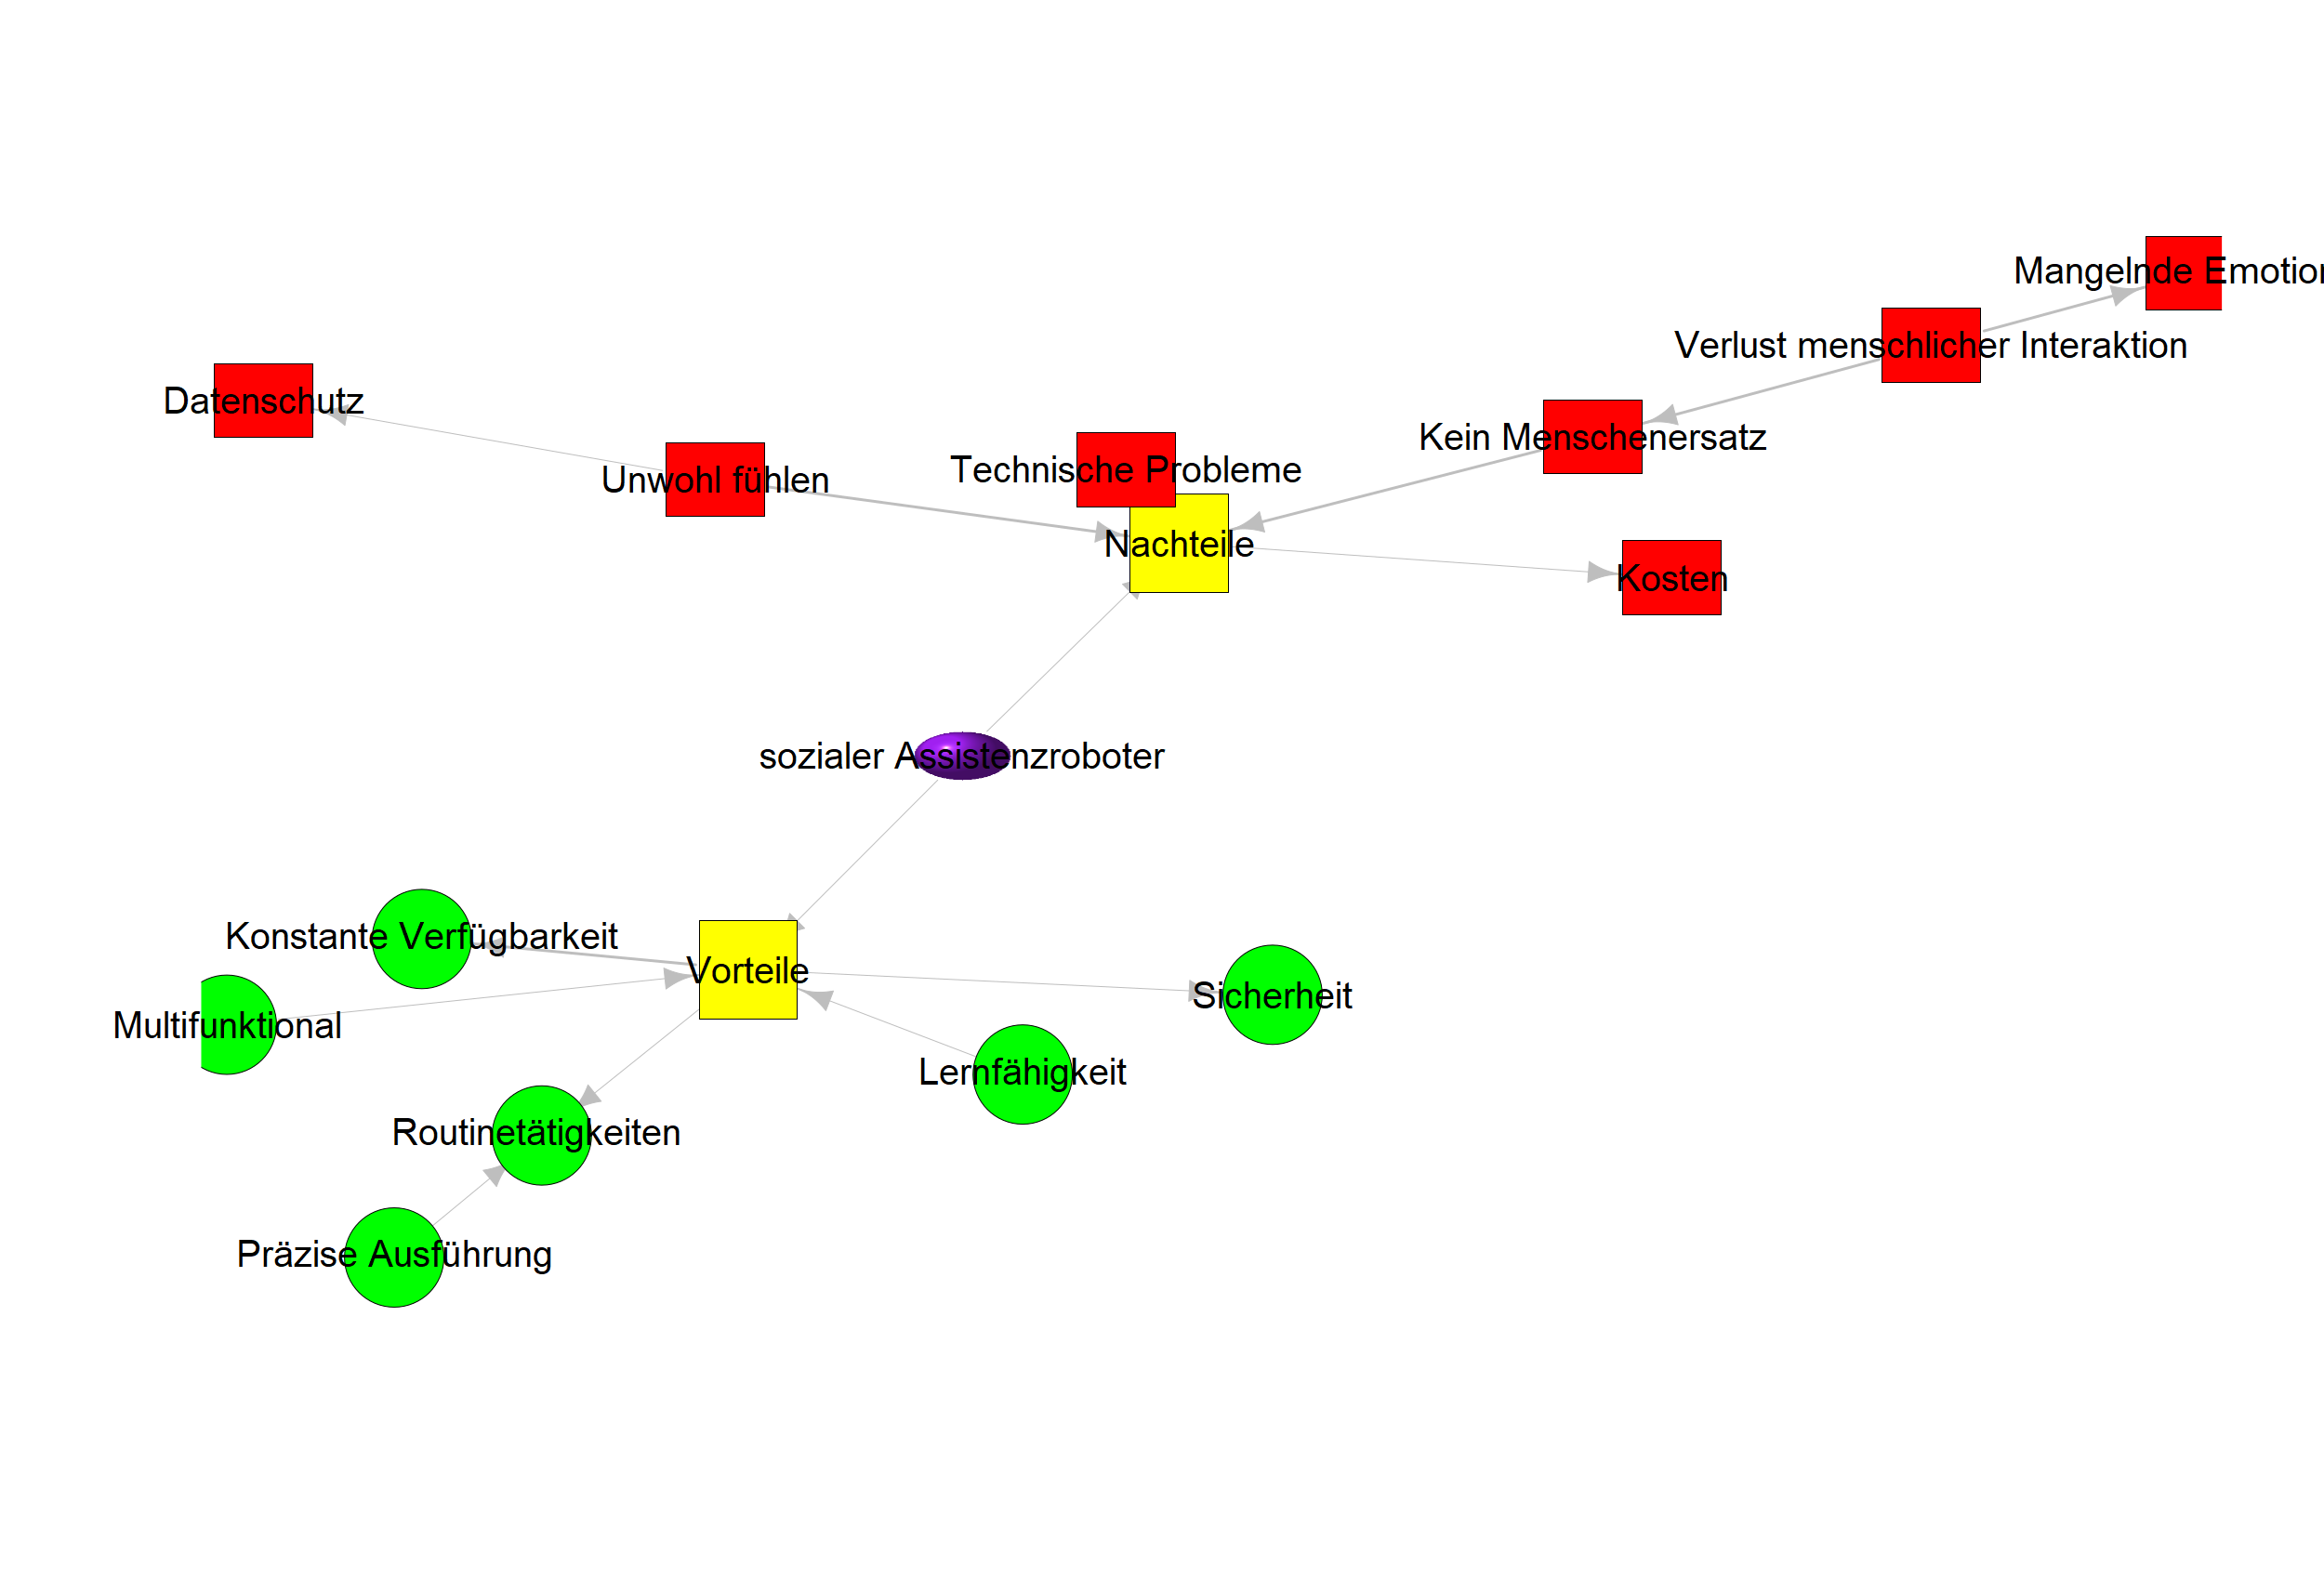 Mangelnde Emotion
Verlust menschlicher Interaktion
Datenschutz
Kein Menschenersatz
Technische Probleme
Unwohl fühlen
Nachteile
Kosten
sozialer Assistenzroboter
Konstante Verfügbarkeit
Vorteile
Sicherheit
Multifunktional
Lernfähigkeit
Routinetätigkeiten
Präzise Ausführung